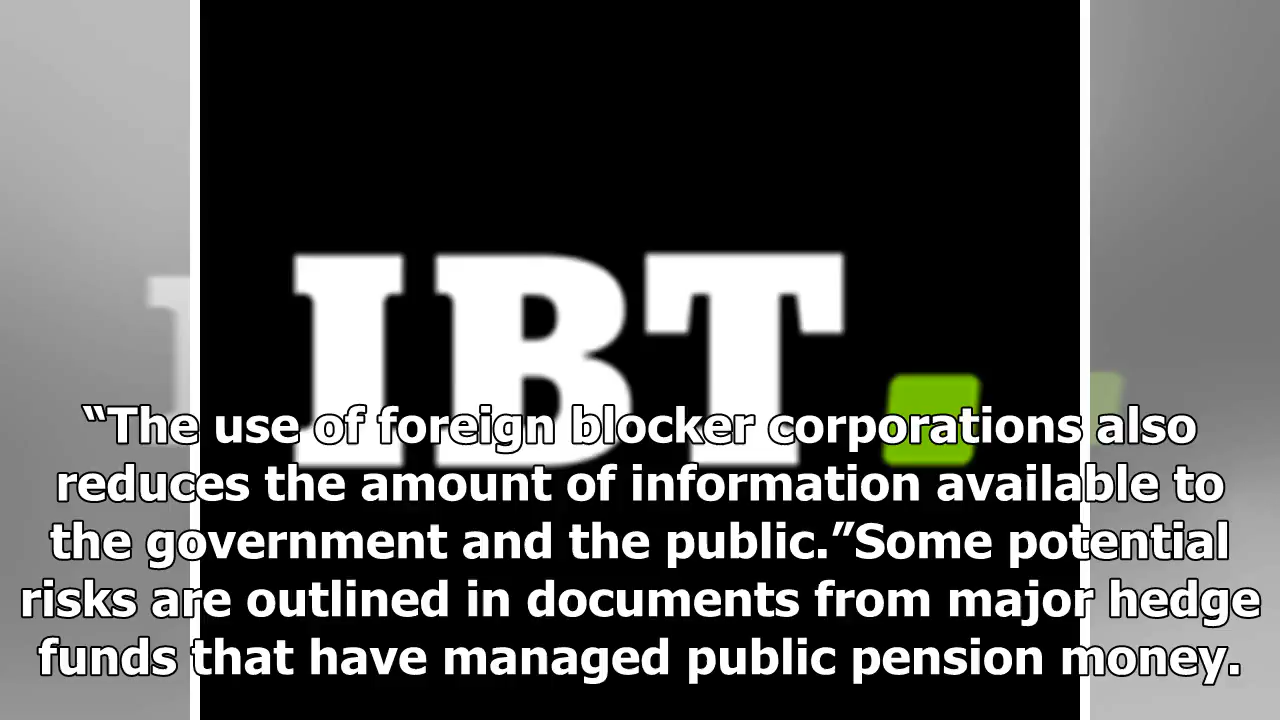 IBT.
“The use of foreign blocker corporations also
reduces the amount of information available to
the government and the public.”Some potential
risks are outlined in documents from major hedge
funds that have managed public pension money.